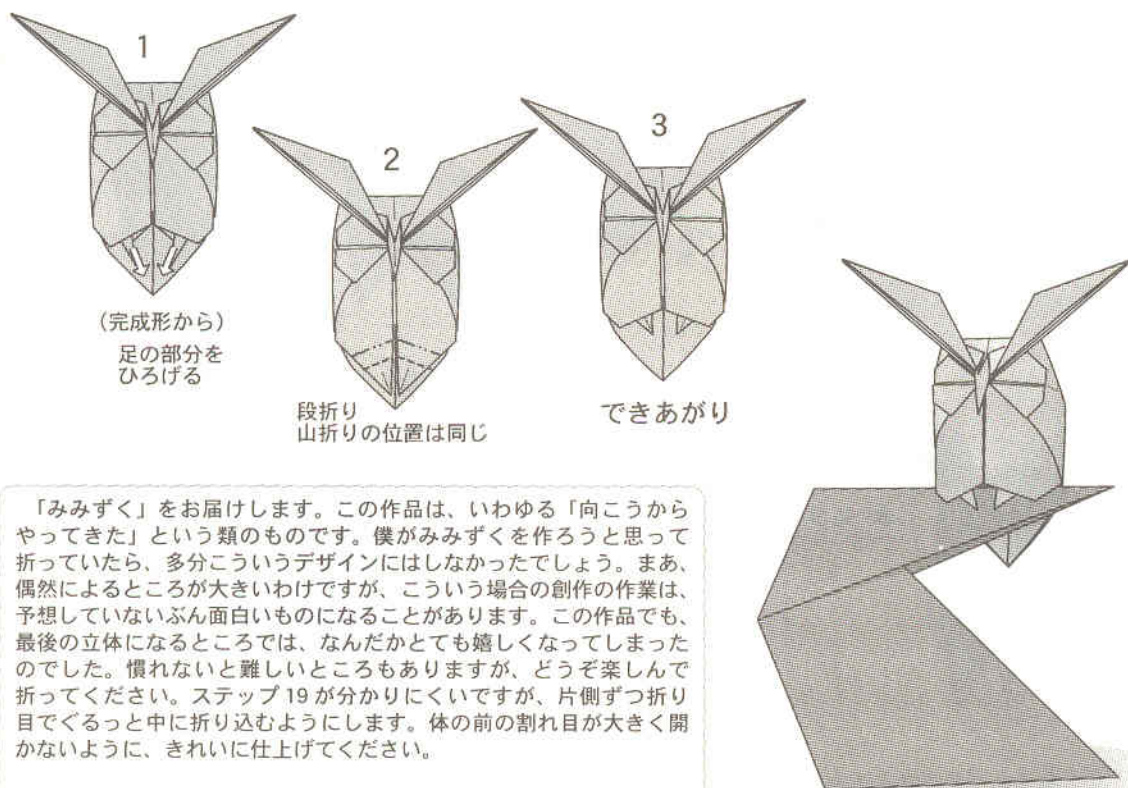 1
(完成形から)
足の部分を
ひろげる
2
段折り
山折りの位置は同じ
3
できあがり
「みみずく」をお届けします。この作品は、いわゆる「向こうから
やってきた」という類のものです。僕がみみずくを作ろうと思って
折っていたら、多分こういうデザインにはしなかったでしょう。まあ、
偶然によるところが大きいわけですが、こういう場合の創作の作業は、
予想していないぶん面白いものになることがあります。この作品でも、
最後の立体になるところでは、なんだかとても嬉しくなってしまった
のでした。慣れないと難しいところもありますが、どうぞ楽しんで
折ってください。ステップ 19 が分かりにくいですが、片側ずつ折り
目でぐるっと中に折り込むようにします。体の前の割れ目が大きく開
かないように、きれいに仕上げてください。